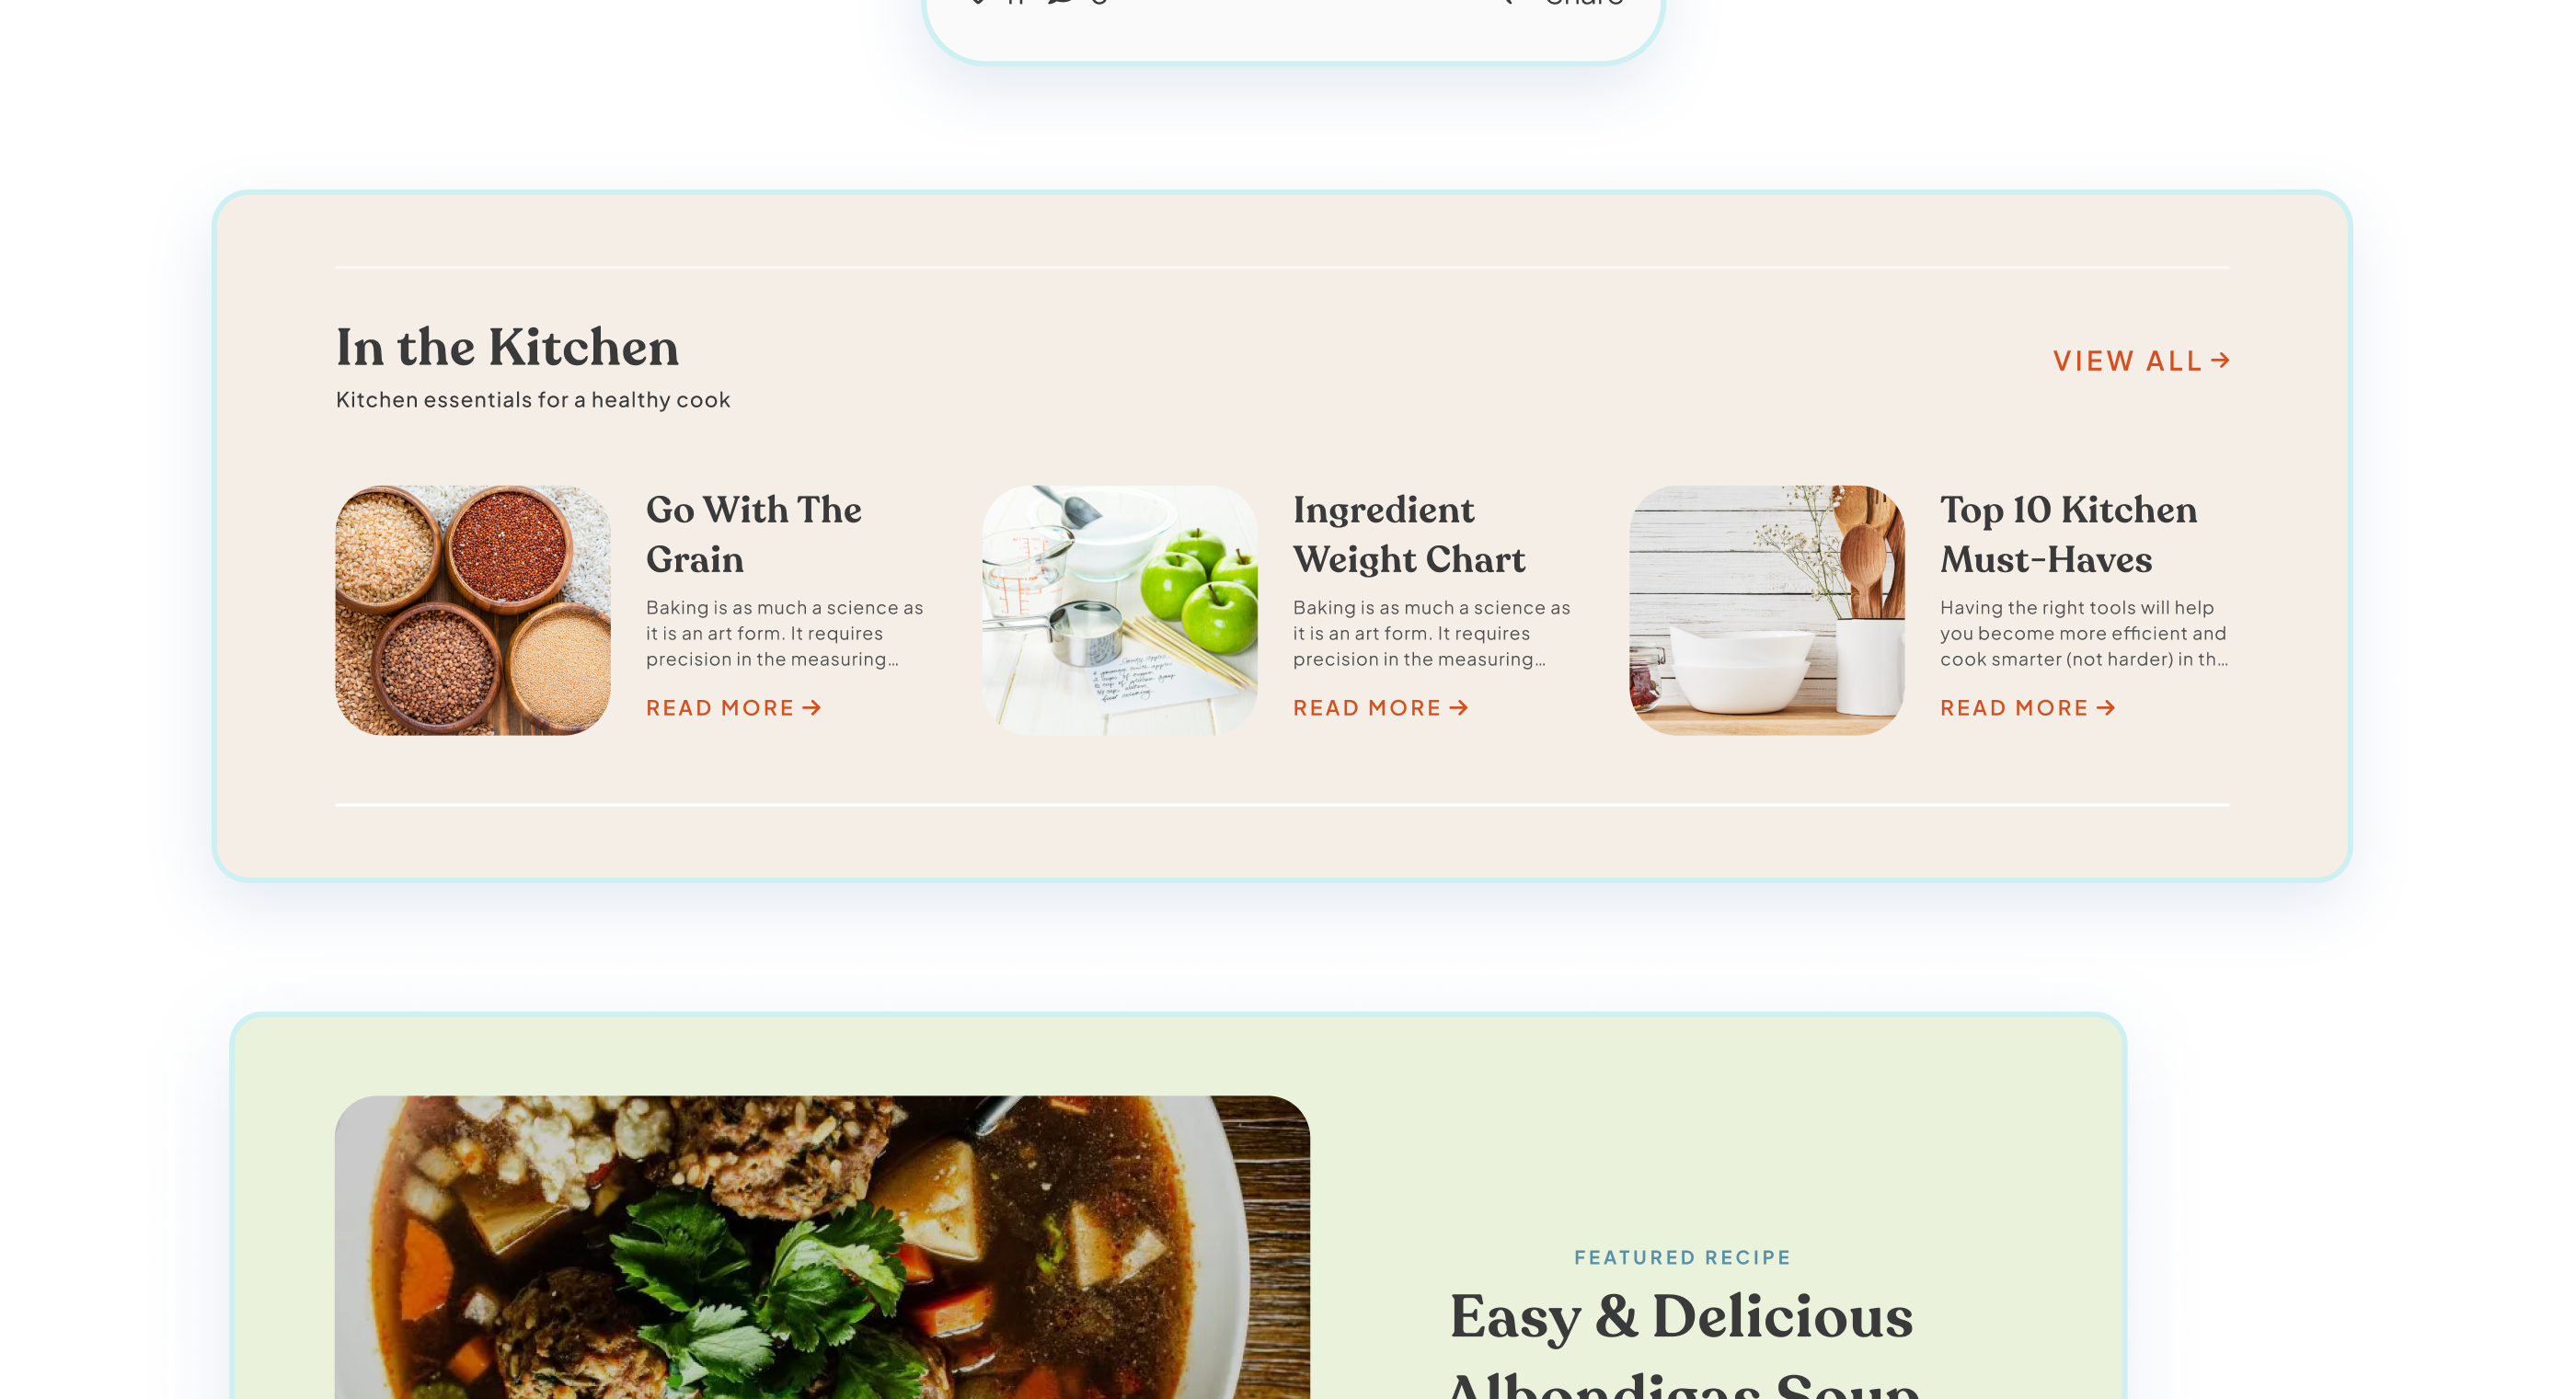 Share
In the Kitchen
Kitchen essentials for a healthy cook
VIEW ALL
Go With The
Grain
Baking is as much a science as
it is an art form. It requires
precision in the measuring...
READ MORE
Ingredient
Weight Chart
Baking is as much a science as
it is an art form. It requires
precision in the measuring...
READ MORE
Top 10 Kitchen
Must-Haves
Having the right tools will help
you become more efficient and
cook smarter (not harder) in th...
READ MORE
FEATURED RECIPE
Easy & Delicious
Albondigas Soup